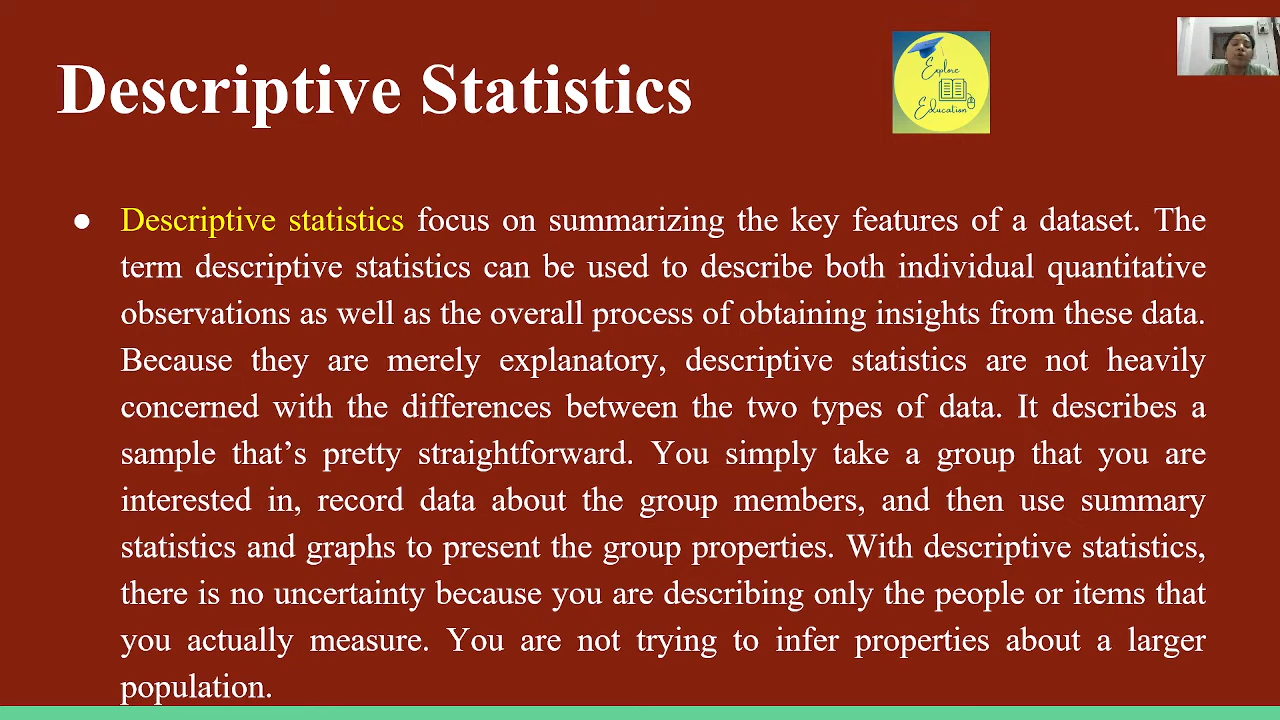 Descriptive Statistics
Explore
Education
● Descriptive statistics focus on summarizing the key features of a dataset. The
term descriptive statistics can be used to describe both individual quantitative
observations as well as the overall process of obtaining insights from these data.
Because they are merely explanatory, descriptive statistics are not heavily
concerned with the differences between the two types of data. It describes a
sample that’s pretty straightforward. You simply take a group that you are
interested in, record data about the group members, and then use summary
statistics and graphs to present the group properties. With descriptive statistics,
there is no uncertainty because you are describing only the people or items that
you actually measure. You are not trying to infer properties about a larger
population.